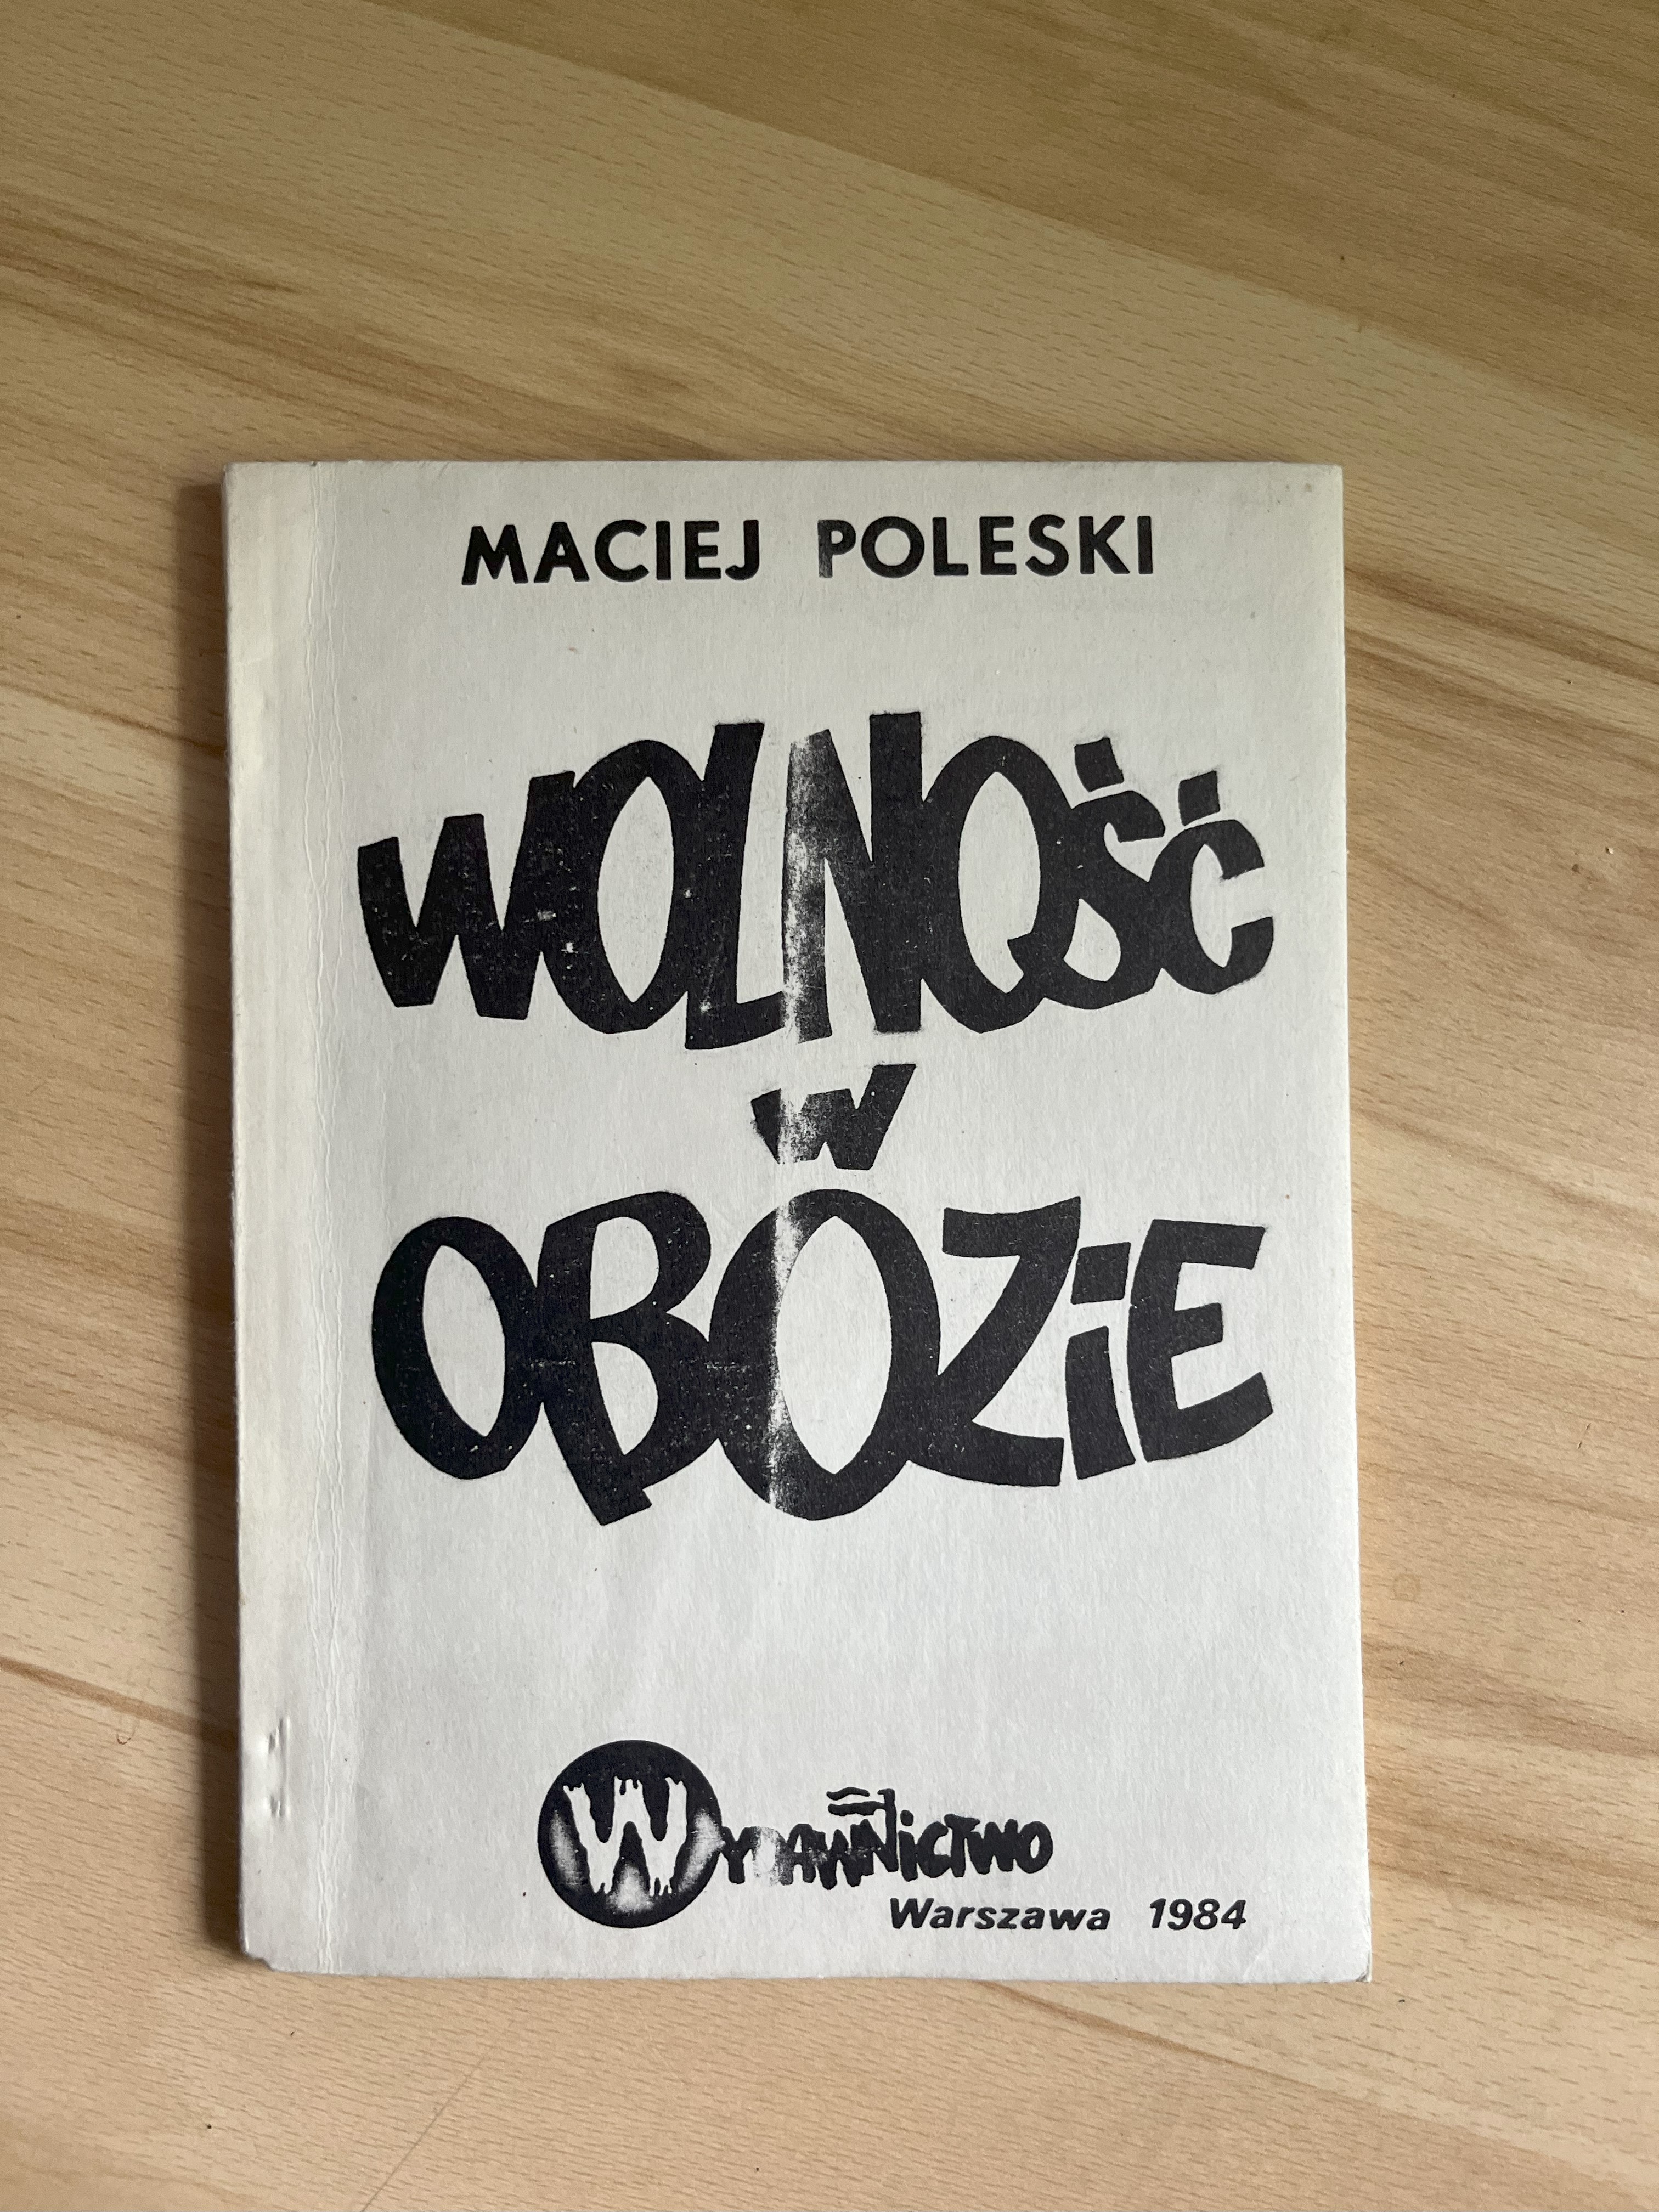 MACIEJ POLESKI
WOLNOŚĆ
W
OBOZIE
WYDAWNICTWO
Warszawa 1984